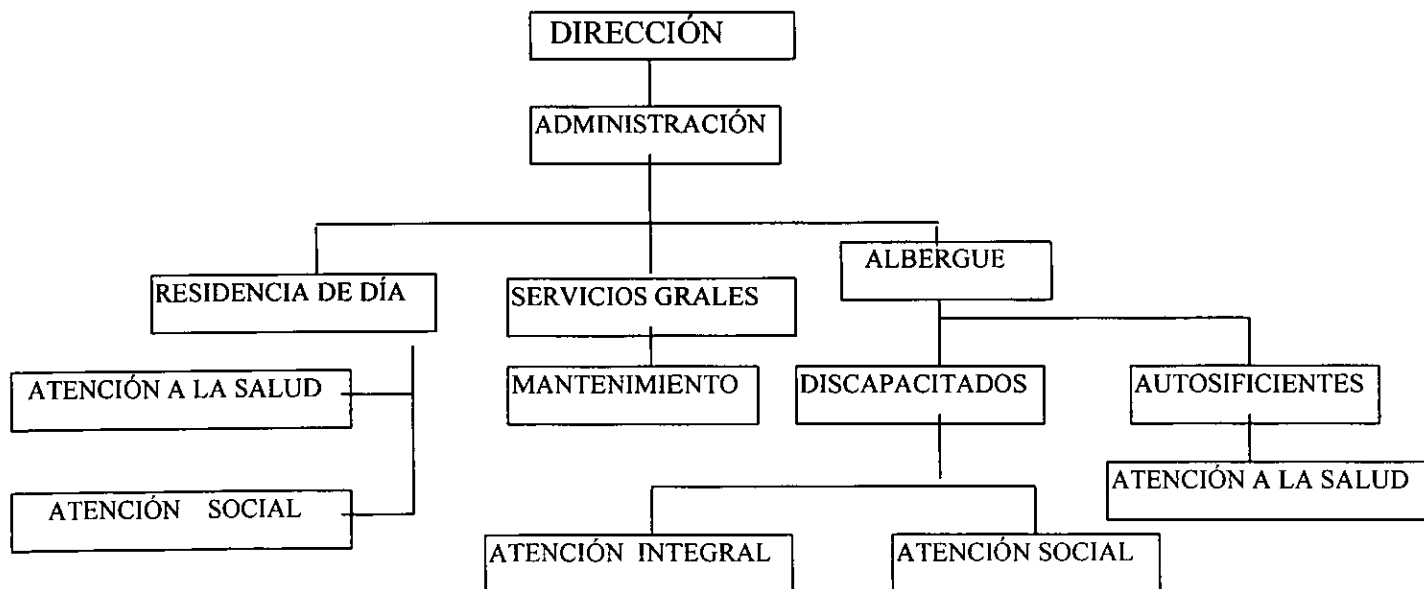 DIRECCIÓN
ADMINISTRACIÓN
ALBERGUE
RESIDENCIA DE DÍA
SERVICIOS GRALES
ATENCIÓN A LA SALUD
MANTENIMIENTO
DISCAPACITADOS
AUTOSIFICIENTES
ATENCIÓN A LA SALUD
ATENCIÓN SOCIAL
ATENCIÓN INTEGRAL
ATENCIÓN SOCIAL